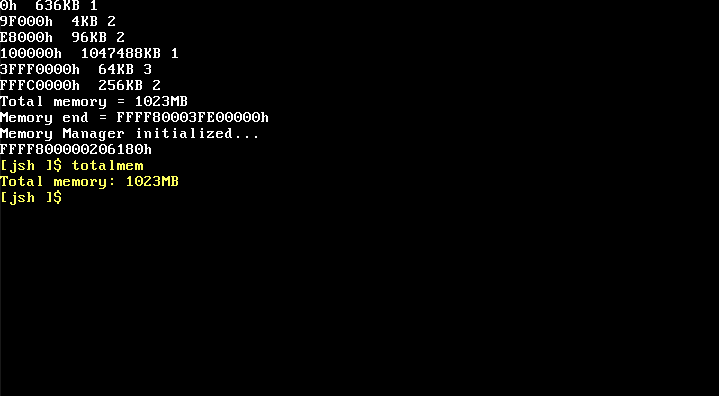 0h  636KB 1
9F000h  4KB 2
E8000h  96KB 2
100000h  1047488KB 1
3FFF0000h  64KB 3
FFFC0000h  256KB 2
Total memory = 1023MB
Memory end = FFFF80003FE00000h
Memory Manager initialized...
FFFF8000000206180h
[jsh ]$ totalmem
Total memory: 1023MB
[jsh ]$